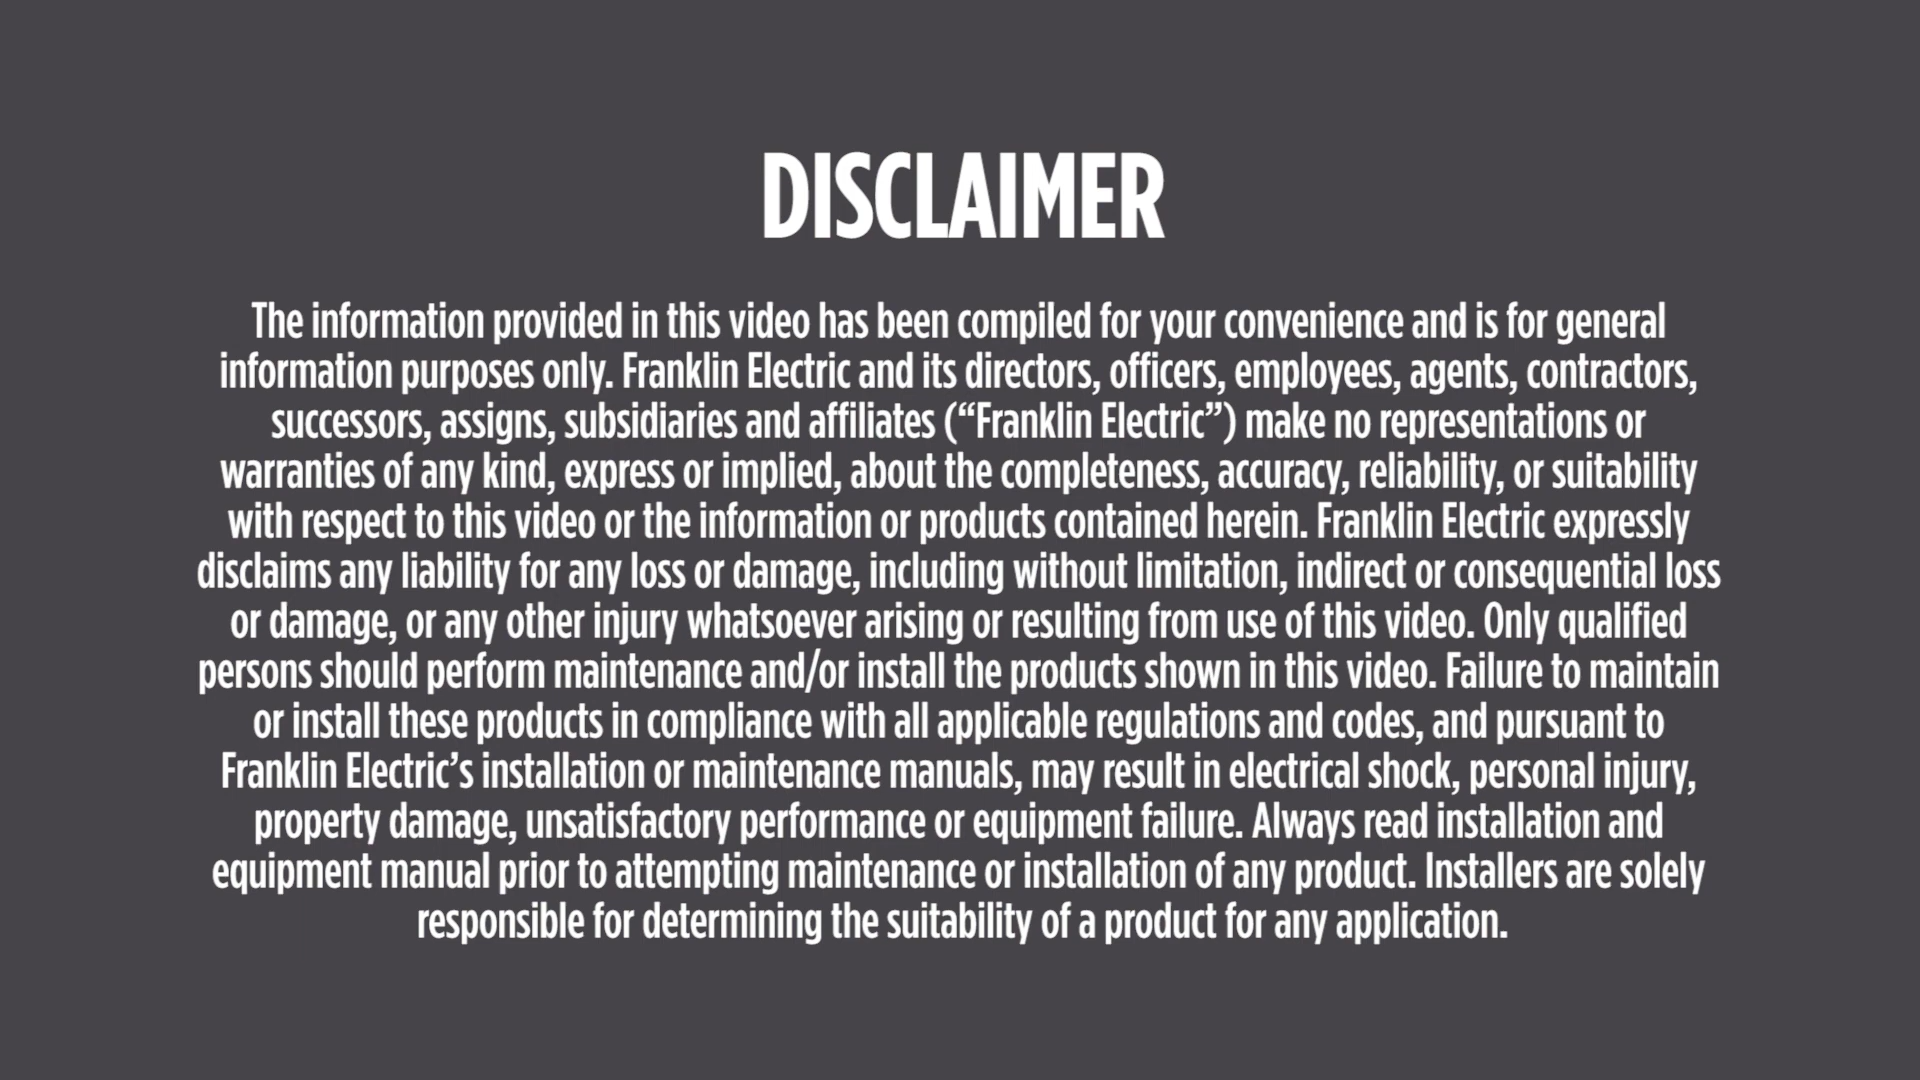 DISCLAIMER
The information provided in this video has been compiled for your convenience and is for general
information purposes only. Franklin Electric and its directors, officers, employees, agents, contractors,
successors, assigns, subsidiaries and affiliates (“Franklin Electric”) make no representations or
warranties of any kind, express or implied, about the completeness, accuracy, reliability, or suitability
with respect to this video or the information or products contained herein. Franklin Electric expressly
disclaims any liability for any loss or damage, including without limitation, indirect or consequential loss
or damage, or any other injury whatsoever arising or resulting from use of this video. Only qualified
persons should perform maintenance and/or install the products shown in this video. Failure to maintain
or install these products in compliance with all applicable regulations and codes, and pursuant to
Franklin Electric’s installation or maintenance manuals, may result in electrical shock, personal injury,
property damage, unsatisfactory performance or equipment failure. Always read installation and
equipment manual prior to attempting maintenance or installation of any product. Installers are solely
responsible for determining the suitability of a product for any application.